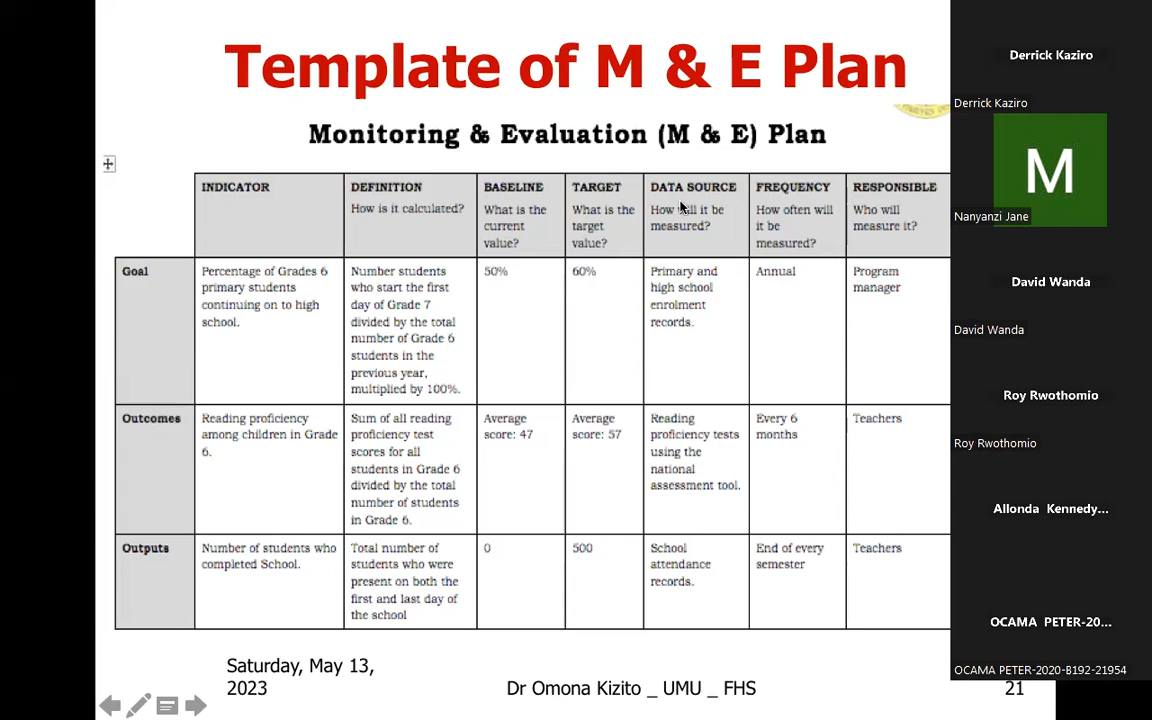 Template of M & E Plan
Monitoring & Evaluation (M & E) Plan
INDICATOR
DEFINITION
How is it calculated?
BASELINE
What is the
current
value?
TARGET
What is the
target
value?
DATA SOURCE
How will it be
measured?
FREQUENCY
How often will
it be
measured?
RESPONSIBLE
Who will
measure it?
Goal
Percentage of Grades 6
primary students
continuing on to high
school.
Number students
who start the first
day of Grade 7
divided by the total
number of Grade 6
students in the
previous year,
multiplied by 100%.
50%
60%
Primary and
high school
enrolment
records.
Annual
Program
manager
Outcomes
Reading proficiency
among children in Grade
6.
Sum of all reading
proficiency test
scores for all
students in Grade 6
divided by the total
number of students
in Grade 6.
Average
score: 47
Average
score: 57
Reading
proficiency tests
using the
national
assessment tool.
Every 6
months
Teachers
Outputs
Number of students who
completed School.
Total number of
students who were
present on both the
first and last day of
the school
0
500
School
attendance
records.
End of every
semester
Teachers
Saturday, May 13,
2023
Dr Omona Kizito _ UMU _ FHS
21
Derrick Kaziro
Derrick Kaziro
M
Nanyanzi Jane
David Wanda
David Wanda
Roy Rwothomio
Roy Rwothomio
Allonda Kennedy...
OCAMA PETER-20...
OCAMA PETER-2020-B192-21954